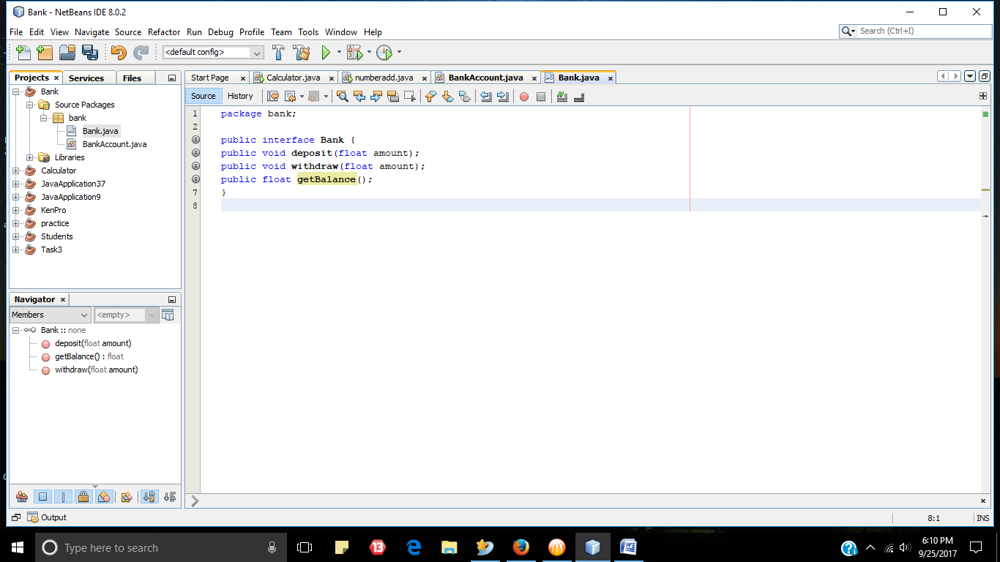 Bank - NetBeans IDE 8.0.2
File Edit View Navigate Source Refactor Run Debug Profile Team Tools Window Help
Search (Ctrl+I)
<default config>
Projects Services Files
Bank
Source Packages
bank
Bank.java
BankAccount.java
Libraries
Calculator
JavaApplication37
JavaApplication9
KenPro
practice
Students
Task3
Start Page Calculator.java numberadd.java BankAccount.java Bank.java
Source History
1 package bank;
2
public interface Bank {
public void deposit(float amount);
public void withdraw(float amount);
public float getBalance();
7 }
8
Navigator
Members <empty>
Bank :: none
deposit(float amount)
getBalance() : float
withdraw(float amount)
Output
8:1 INS
Type here to search
13
6:10 PM
9/25/2017